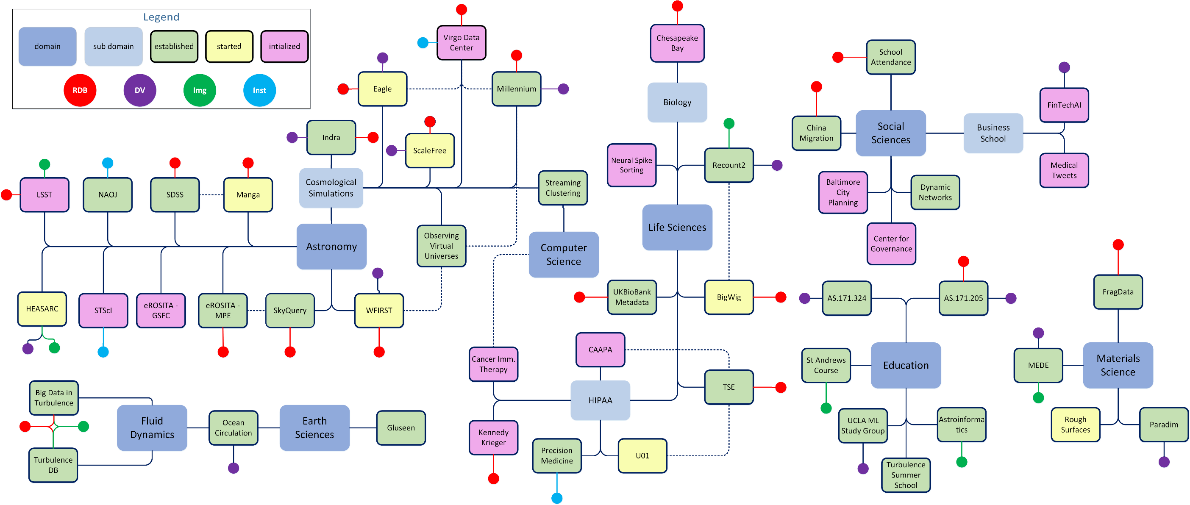 Legend
domain
sub domain
established
started
intialized
RDB
DV
Img
Inst
Virgo Data
Center
Eagle
Millennium
Indra
ScaleFree
LSST
NAOJ
SDSS
Manga
Cosmological
Simulations
Streaming
Clustering
Astronomy
Observing
Virtual
Universes
Computer
Science
HEASARC
STScI
eROSITA -
GSFC
eROSITA -
MPE
SkyQuery
WFIRST
Big Data in
Turbulence
Turbulence
DB
Fluid
Dynamics
Ocean
Circulation
Earth
Sciences
Gluseen
Chesapeake
Bay
Biology
Neural Spike
Sorting
Recount2
Life Sciences
UKBioBank
Metadata
BigWig
Cancer Imm.
Therapy
CAAPA
HIPAA
TSE
Kennedy
Krieger
Precision
Medicine
U01
School
Attendance
China
Migration
Social
Sciences
Business
School
FinTechAI
Medical
Tweets
Baltimore
City
Planning
Dynamic
Networks
Center for
Governance
AS.171.324
AS.171.205
St Andrews
Course
Education
UCLA ML
Study Group
Astroinforma
tics
Turbulence
Summer
School
FragData
MEDE
Materials
Science
Rough
Surfaces
Paradim